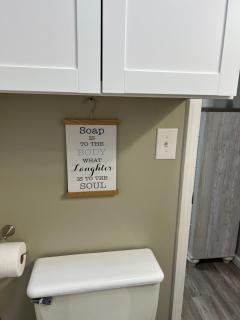 Soap
IS
TO THE
BODY
WHAT
Laughter
IS TO THE
SOUL